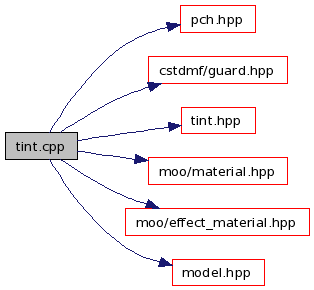 pch.hpp
cstdmf/guard.hpp
tint.hpp
tint.cpp
moo/material.hpp
moo/effect_material.hpp
model.hpp